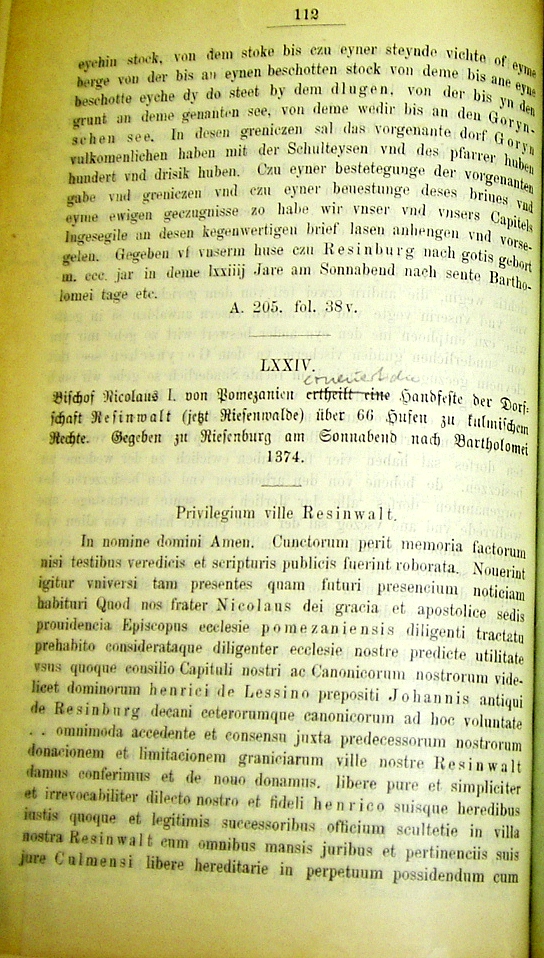 112
eychin stock, von dem stoke bis czu eyner steynde vichte of eyme
berge von der bis an eynen beschotten stock von deme bis ane eyne
beschotte eyche dy do steet by dem dlugen, von der bis yn den
grunt an deme genanten see, von deme wedir bis an den Goryn-
schen see. In desen greniczen sal das vorgenante dorf Goryn
vulkomenlichen haben mit der Schulteysen vnd des pfarrer huben
hundert vnd drisik huben. Czu eyner bestetegunge der vorgenanten
gabe vnd greniczen vnd czu eyner beuestunge deses briues vnd
eyme ewigen geczugnisse zo habe wir vnser vnd vnsers Capitels
Ingesegile an desen kegenwertigen brief lasen anhengen vnd vorse-
gelen. Gegeben vf vnserm huse czu Resinburg nach gotis gebort
m. ccc. jar in deme lxxiiij Jare am Sonnabend nach sente Bartho-
lomei tage etc.
A. 205. fol. 38v.
LXXIV.
erneuert die
Bischof Nicolaus I. von Pomezanien ertheilt eine Handfeste der Dorf-
schaft Resinwalt (jetzt Riesenwalde) über 66 Hufen zu kulmischem
Rechte. Gegeben zu Riesenburg am Sonnabend nach Bartholomei
1374.
Privilegium ville Resinwalt.
In nomine domini Amen. Cunctorum perit memoria factorum
nisi testibus veredicis et scripturis publicis fuerint roborata. Nouerint
igitur vniversi tam presentes quam futuri presencium noticiam
habituri Quod nos frater Nicolaus dei gracia et apostolice sedis
prouidencia Episcopus ecclesie pomezaniensis diligenti tractatu
prehabito considerataque diligenter ecclesie nostre predicte utilitate
vsus quoque consilio Capituli nostri ac Canonicorum nostrorum vide-
licet dominorum henrici de Lessino prepositi Johannis antiqui
de Resinburg decani ceterorumque canonicorum ad hoc voluntate
. . omnimoda accedente et consensu juxta predecessorum nostrorum
donacionem et limitacionem graniciarum ville nostre Resinwalt
damus conferimus et de nouo donamus, libere pure et simpliciter
et irrevocabiliter dilecto nostro et fideli henrico suisque heredibus
iustis quoque et legitimis successoribus officium scultetie in villa
nostra Resinwalt cum omnibus mansis juribus et pertinenciis suis
jure Culmensi libere hereditarie in perpetuum possidendum cum